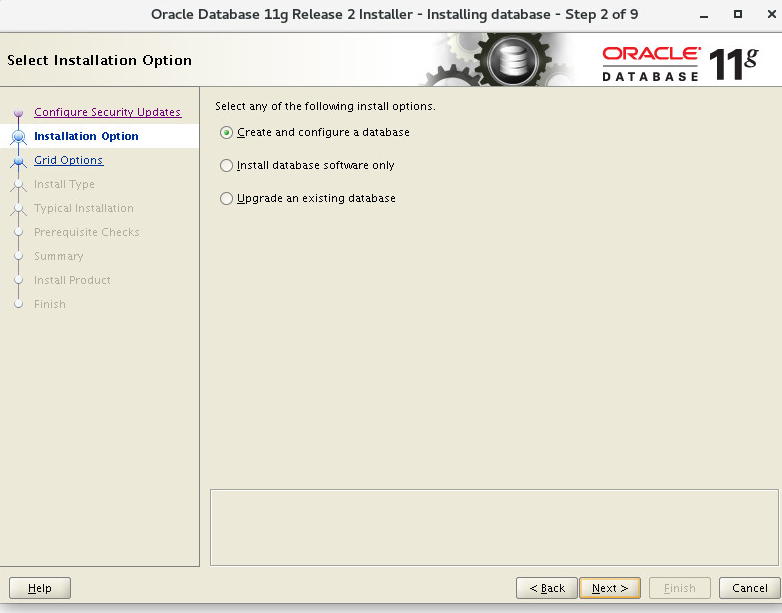 Oracle Database 11g Release 2 Installer - Installing database - Step 2 of 9
Select Installation Option
ORACLE
DATABASE
11g
Configure Security Updates
Installation Option
Grid Options
Install Type
Typical Installation
Prerequisite Checks
Summary
Install Product
Finish
Select any of the following install options.
Create and configure a database
Install database software only
Upgrade an existing database
Help
< Back
Next >
Finish
Cancel